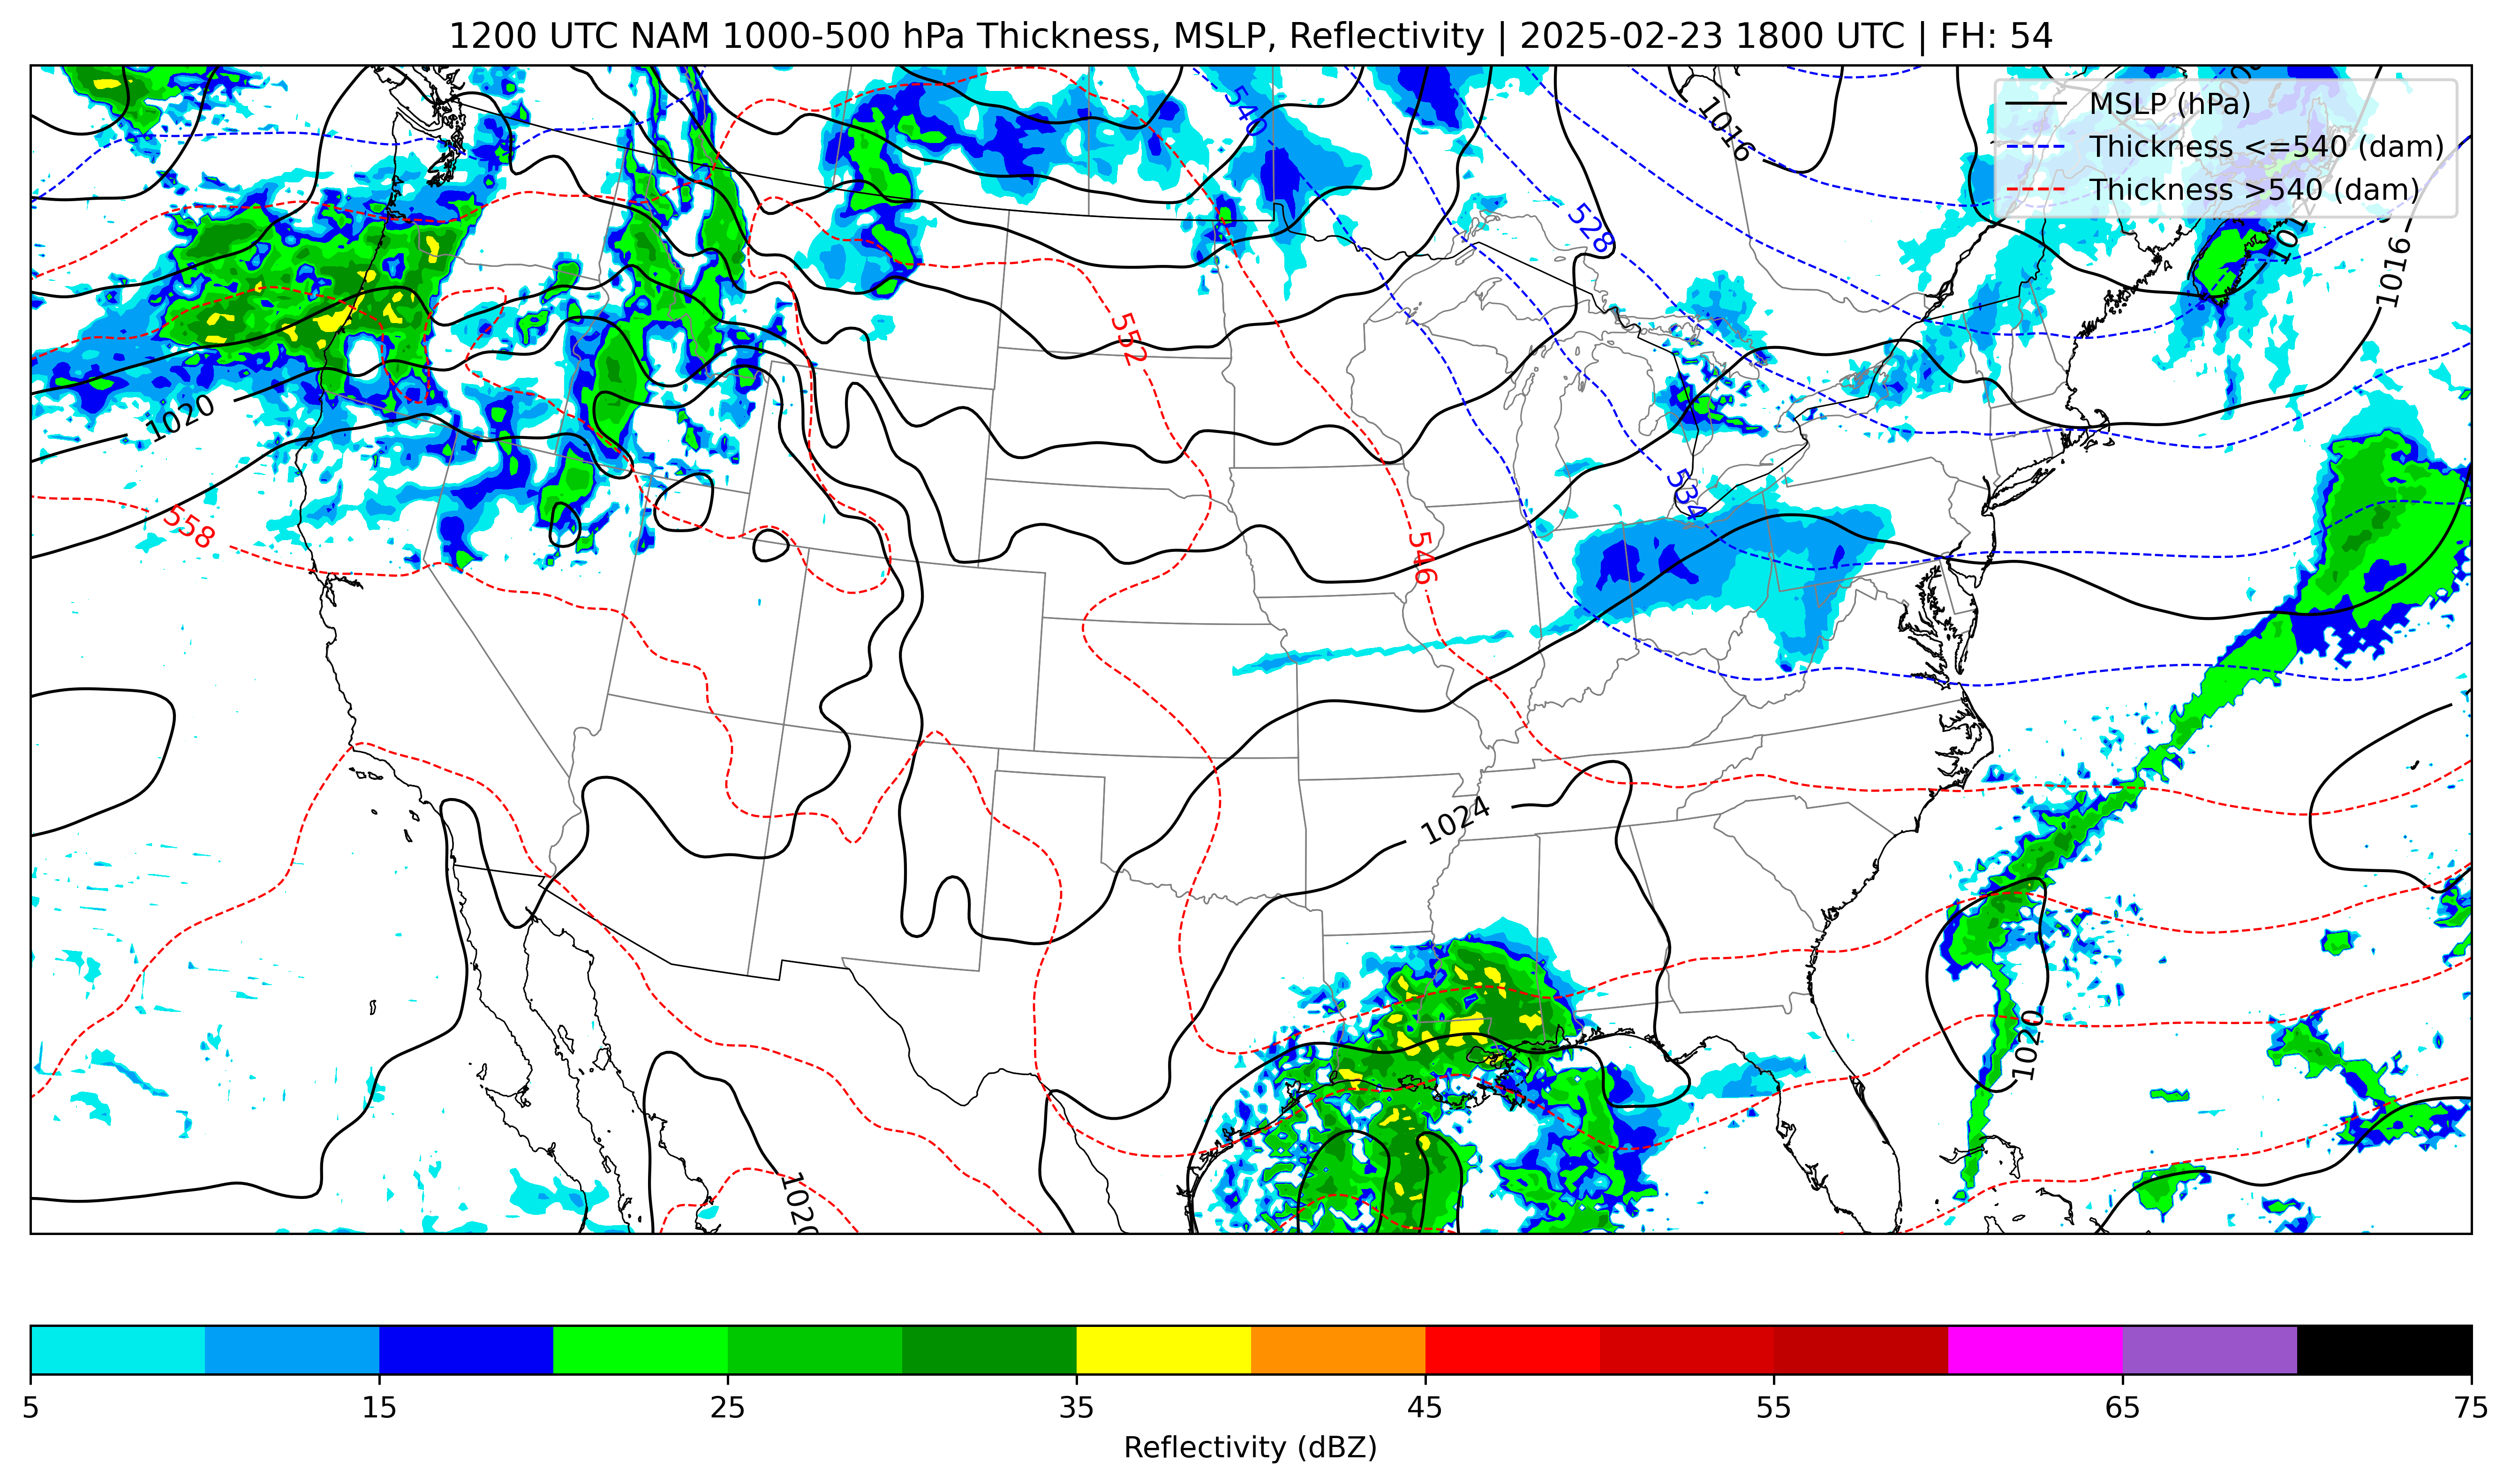 1200 UTC NAM 1000-500 hPa Thickness, MSLP, Reflectivity | 2025-02-23 1800 UTC | FH: 54
MSLP (hPa)
Thickness <=540 (dam)
Thickness >540 (dam)
540
1016
528
1016
552
1020
534
558
546
1024
1020
1020
5 15 25 35 45 55 65 75
Reflectivity (dBZ)